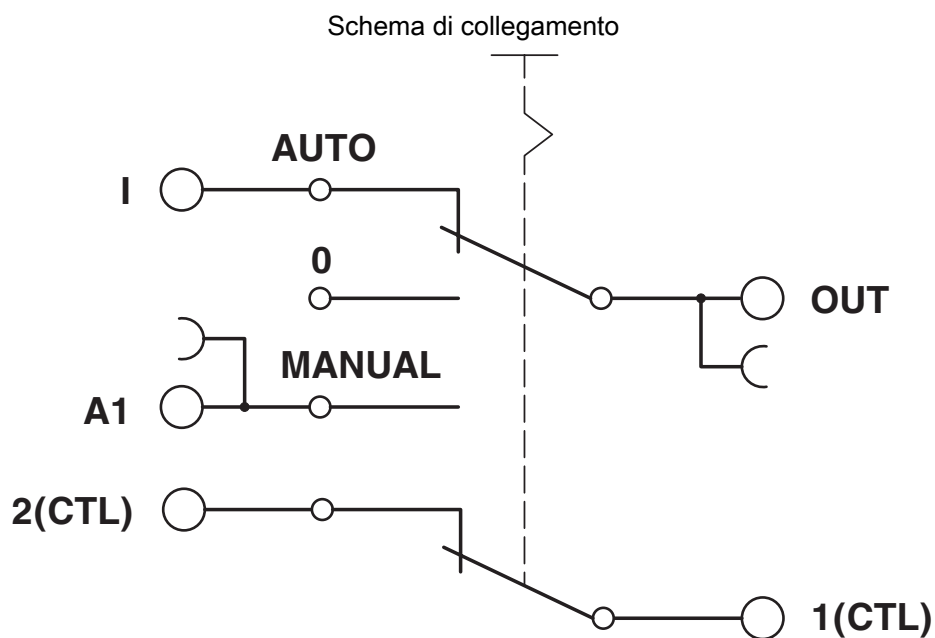 Schema di collegamento
AUTO
I
0
OUT
MANUAL
A1
2(CTL)
1(CTL)